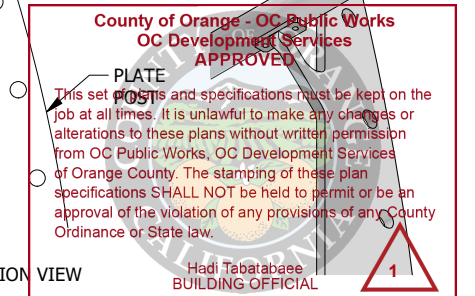 County of Orange - OC Public Works
OC Development Services
APPROVED
PLATE
POST
This set of plans and specifications must be kept on the
job at all times. It is unlawful to make any changes or
alterations to these plans without written permission
from OC Public Works, OC Development Services
of Orange County. The stamping of these plan
specifications SHALL NOT be held to permit or be an
approval of the violation of any provisions of any County
Ordinance or State law.
ION VIEW
Hadi Tabatabaee
BUILDING OFFICIAL
1
COUNTY OF ORANGE
CALIFORNIA